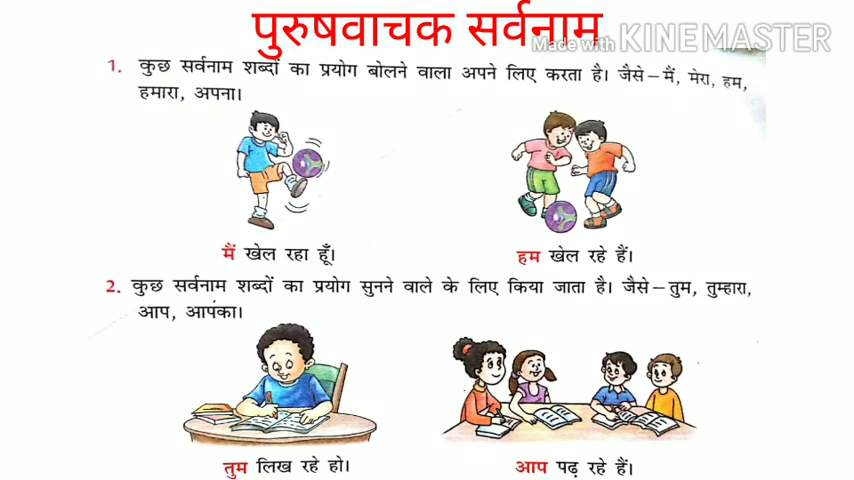 पुरुषवाचक सर्वनाम
Made with KINEMASTER
1. कुछ सर्वनाम शब्दों का प्रयोग बोलने वाला अपने लिए करता है। जैसे – मैं, मेरा, हम,
हमारा, अपना।
मैं खेल रहा हूँ। हम खेल रहे हैं।
2. कुछ सर्वनाम शब्दों का प्रयोग सुनने वाले के लिए किया जाता है। जैसे – तुम, तुम्हारा,
आप, आपका।
तुम लिख रहे हो। आप पढ़ रहे हैं।